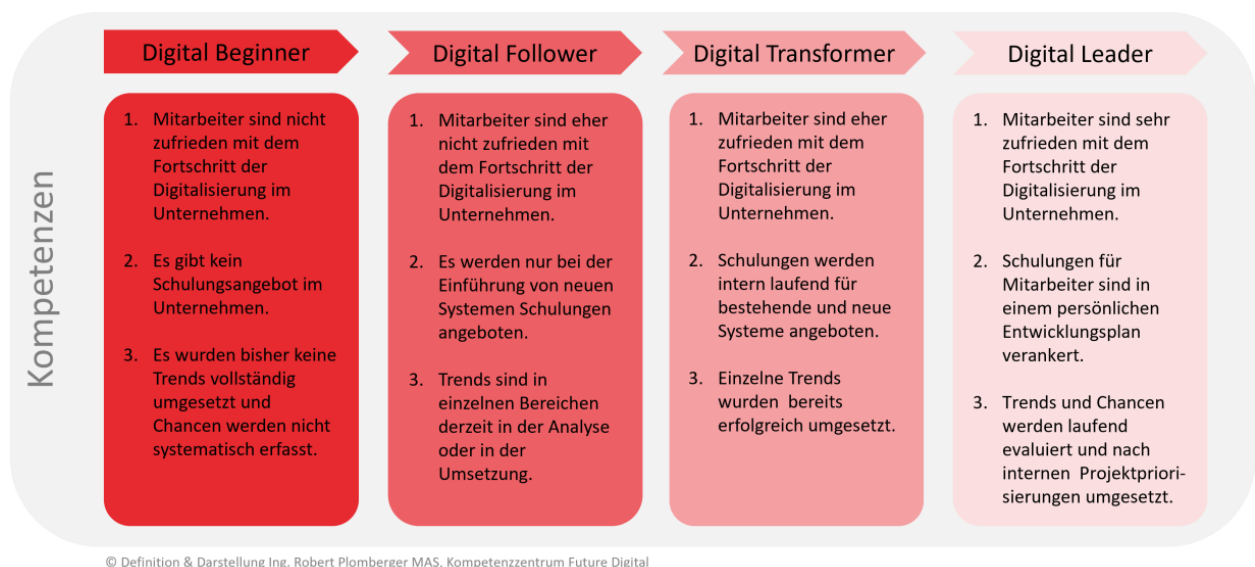 Digital Beginner
Digital Follower
Digital Transformer
Digital Leader
Kompetenzen
1. Mitarbeiter sind nicht
zufrieden mit dem
Fortschritt der
Digitalisierung im
Unternehmen.
2. Es gibt kein
Schulungsangebot im
Unternehmen.
3. Es wurden bisher keine
Trends vollständig
umgesetzt und
Chancen werden nicht
systematisch erfasst.
1. Mitarbeiter sind eher
nicht zufrieden mit
dem Fortschritt der
Digitalisierung im
Unternehmen.
2. Es werden nur bei der
Einführung von neuen
Systemen Schulungen
angeboten.
3. Trends sind in
einzelnen Bereichen
derzeit in der Analyse
oder in der
Umsetzung.
1. Mitarbeiter sind eher
zufrieden mit dem
Fortschritt der
Digitalisierung im
Unternehmen.
2. Schulungen werden
intern laufend für
bestehende und neue
Systeme angeboten.
3. Einzelne Trends
wurden bereits
erfolgreich umgesetzt.
1. Mitarbeiter sind sehr
zufrieden mit dem
Fortschritt der
Digitalisierung im
Unternehmen.
2. Schulungen für
Mitarbeiter sind in
einem persönlichen
Entwicklungsplan
verankert.
3. Trends und Chancen
werden laufend
evaluiert und nach
internen Projektpriori-
sierungen umgesetzt.
© Definition & Darstellung Ing. Robert Plomberger MAS, Kompetenzzentrum Future Digital